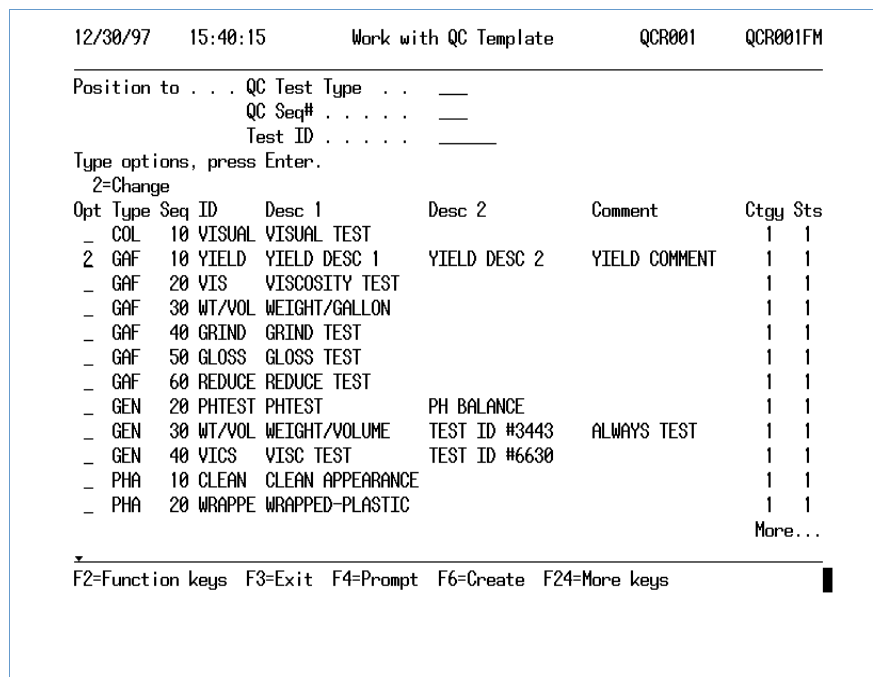 12/30/97 15:40:15 Work with QC Template QCR001 QCR001FM
Position to . . . QC Test Type . . ___
QC Seq# . . . . . ___
Test ID . . . . . ______
Type options, press Enter.
2=Change
Opt Type Seq ID Desc 1 Desc 2 Comment Ctgy Sts
_ COL 10 VISUAL VISUAL TEST 1 1
2 GAF 10 YIELD YIELD DESC 1 YIELD DESC 2 YIELD COMMENT 1 1
_ GAF 20 VIS VISCOSITY TEST 1 1
_ GAF 30 WT/VOL WEIGHT/GALLON 1 1
_ GAF 40 GRIND GRIND TEST 1 1
_ GAF 50 GLOSS GLOSS TEST 1 1
_ GAF 60 REDUCE REDUCE TEST 1 1
_ GEN 20 PHTEST PHTEST PH BALANCE 1 1
_ GEN 30 WT/VOL WEIGHT/VOLUME TEST ID #3443 ALWAYS TEST 1 1
_ GEN 40 VICS VISC TEST TEST ID #6630 1 1
_ PHA 10 CLEAN CLEAN APPEARANCE 1 1
_ PHA 20 WRAPPE WRAPPED-PLASTIC 1 1
More...
F2=Function keys F3=Exit F4=Prompt F6=Create F24=More keys